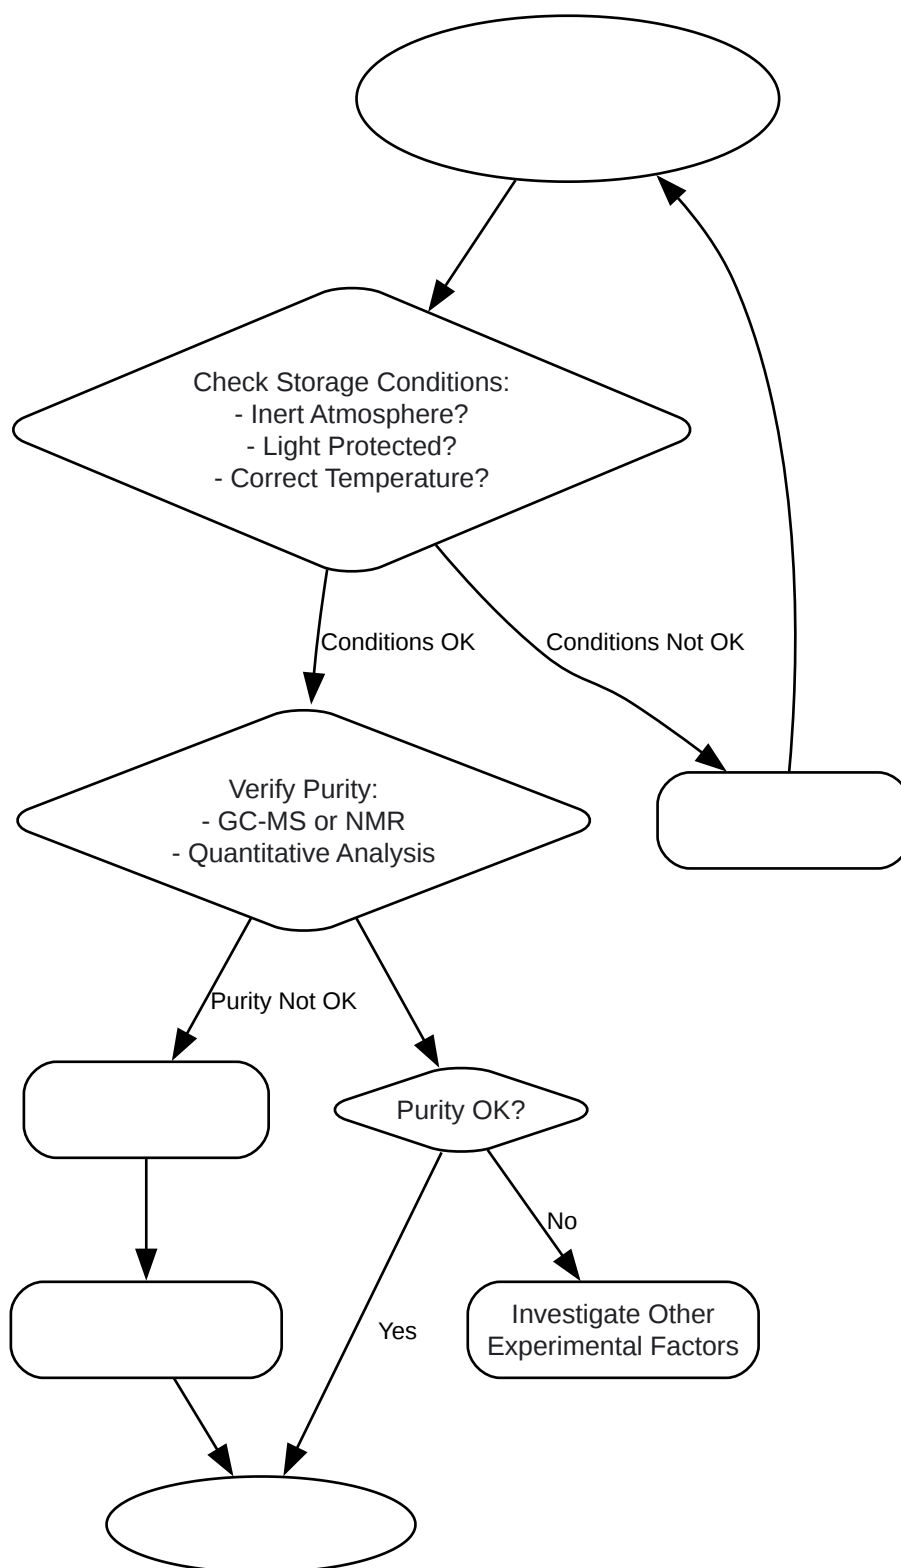 Check Storage Conditions:
- Inert Atmosphere?
- Light Protected?
- Correct Temperature?
Conditions OK
Conditions Not OK
Verify Purity:
- GC-MS or NMR
- Quantitative Analysis
Purity Not OK
Purity OK?
No
Investigate Other
Experimental Factors
Yes